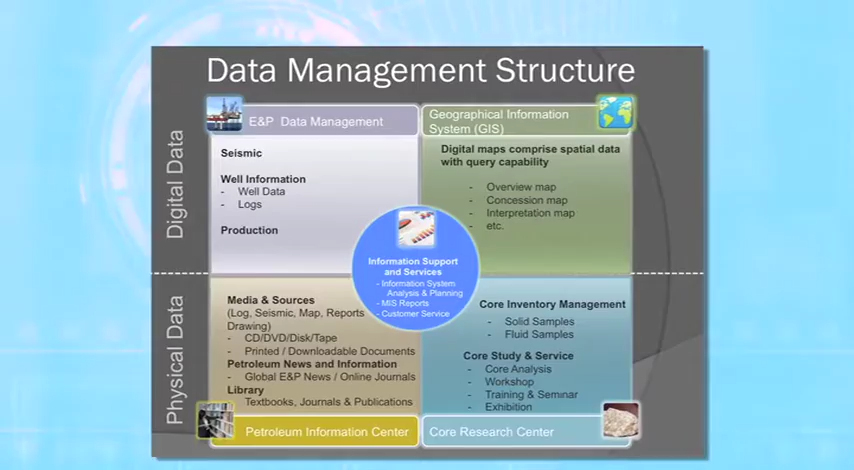 Data Management Structure
Digital Data
E&P Data Management
Seismic
Well Information
- Well Data
- Logs
Production
Geographical Information
System (GIS)
Digital maps comprise spatial data
with query capability
- Overview map
- Concession map
- Interpretation map
- etc.
Information Support
and Services
- Information System
Analysis & Planning
- MIS Reports
- Customer Service
Physical Data
Media & Sources
(Log, Seismic, Map, Reports
Drawing)
- CD/DVD/Disk/Tape
- Printed / Downloadable Documents
Petroleum News and Information
- Global E&P News / Online Journals
Library
Textbooks, Journals & Publications
Petroleum Information Center
Core Inventory Management
- Solid Samples
- Fluid Samples
Core Study & Service
- Core Analysis
- Workshop
- Training & Seminar
- Exhibition
Core Research Center